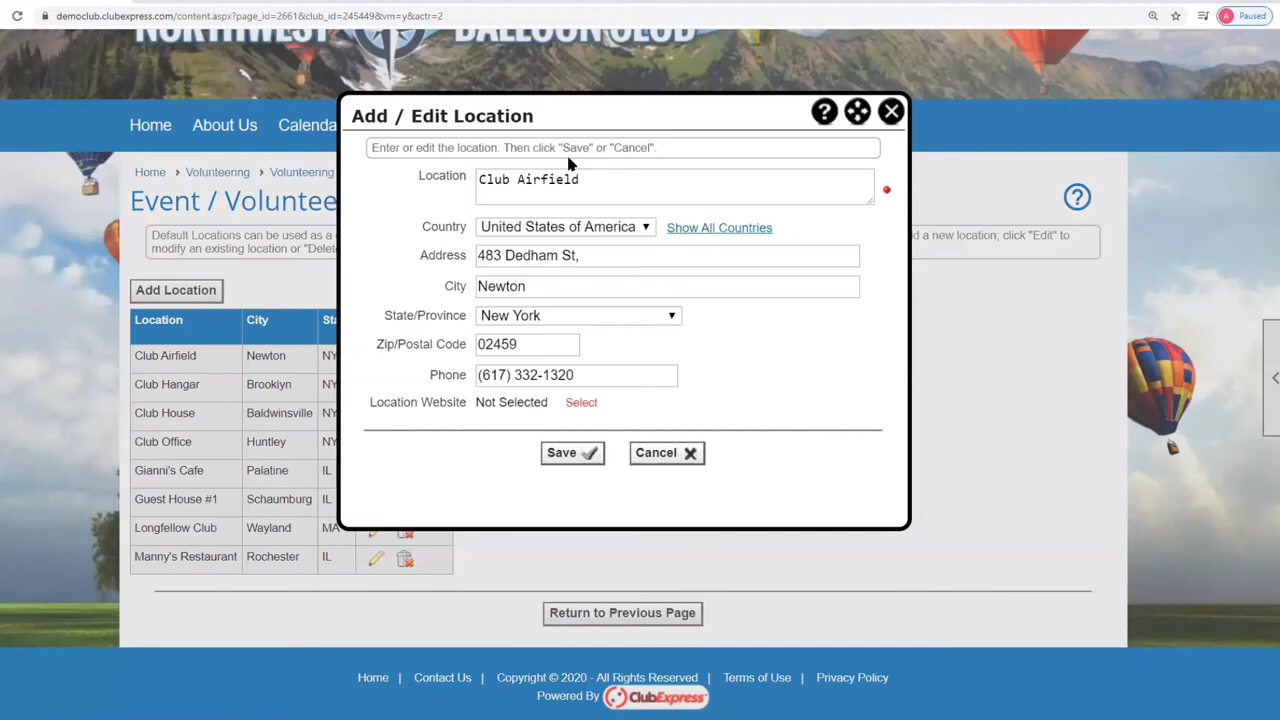 democlub.clubexpress.com/content.aspx?page_id=2661&club_id=245449&vm=y&actr=2
A Paused
NORTHWEST BALLOON CLUB
Home About Us Calenda
Home Volunteering Volunteering
Event / Voluntee
Default Locations can be used as a
modify an existing location or "Delet
d a new location; click "Edit" to
Add Location
Location City Sta
Club Airfield Newton NY
Club Hangar Brookiyn NY
Club House Baldwinsville NY
Club Office Huntley NY
Gianni's Cafe Palatine IL
Guest House #1 Schaumburg IL
Longfellow Club Wayland MA
Manny's Restaurant Rochester IL
Add / Edit Location
Enter or edit the location. Then click "Save" or "Cancel".
Location Club Airfield
Country United States of America Show All Countries
Address 483 Dedham St,
City Newton
State/Province New York
Zip/Postal Code 02459
Phone (617) 332-1320
Location Website Not Selected Select
Save Cancel
Return to Previous Page
Home | Contact Us | Copyright © 2020 - All Rights Reserved | Terms of Use | Privacy Policy
Powered By ClubExpress